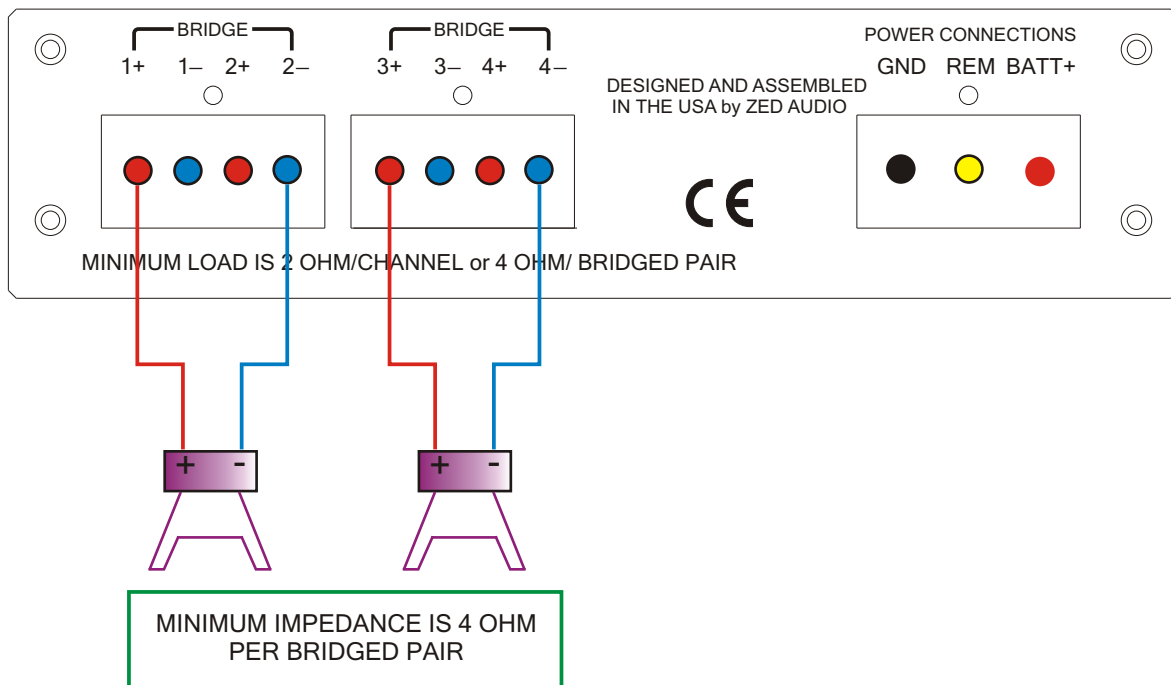 BRIDGE
BRIDGE
POWER CONNECTIONS
1+ 1– 2+ 2–
3+ 3– 4+ 4–
GND REM BATT+
DESIGNED AND ASSEMBLED
IN THE USA by ZED AUDIO
CE
MINIMUM LOAD IS 2 OHM/CHANNEL or 4 OHM/ BRIDGED PAIR
+ -
+ -
MINIMUM IMPEDANCE IS 4 OHM
PER BRIDGED PAIR